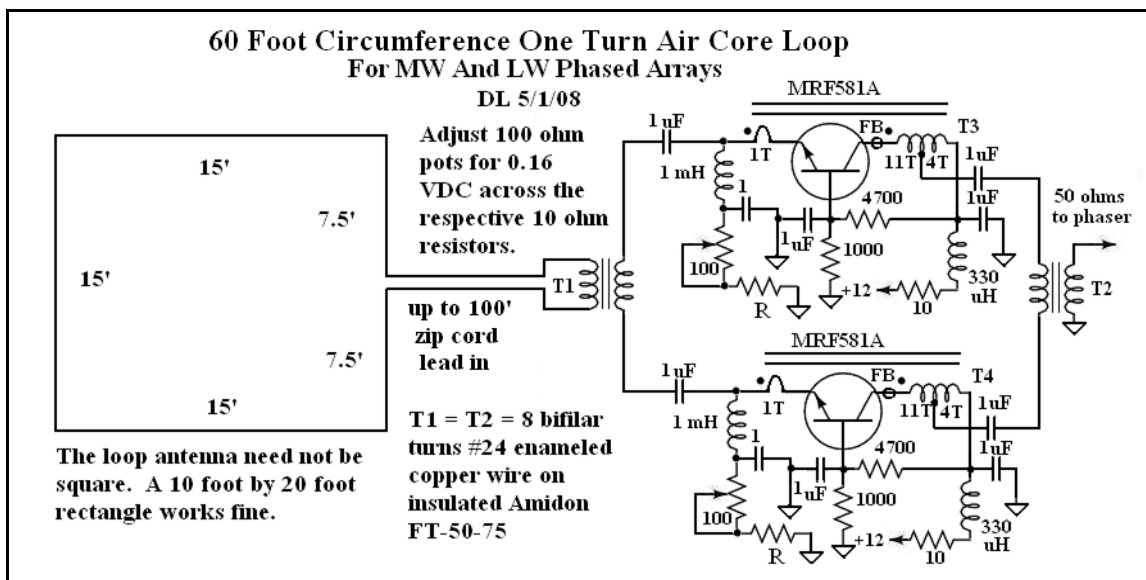 60 Foot Circumference One Turn Air Core Loop
For MW And LW Phased Arrays
DL 5/1/08
Adjust 100 ohm
pots for 0.16
VDC across the
respective 10 ohm
resistors.
15'
7.5'
15'
7.5'
15'
up to 100'
zip cord
lead in
T1
The loop antenna need not be
square. A 10 foot by 20 foot
rectangle works fine.
T1 = T2 = 8 bifilar
turns #24 enameled
copper wire on
insulated Amidon
FT-50-75
MRF581A
1 uF
1T
FB
T3
11T
4T
1uF
1 mH
1
4700
1uF
1uF
1000
100
R
+12
10
330
uH
50 ohms
to phaser
T2
MRF581A
1 uF
1T
FB
T4
11T
4T
1uF
1 mH
1
4700
1uF
1uF
1000
100
R
+12
10
330
uH